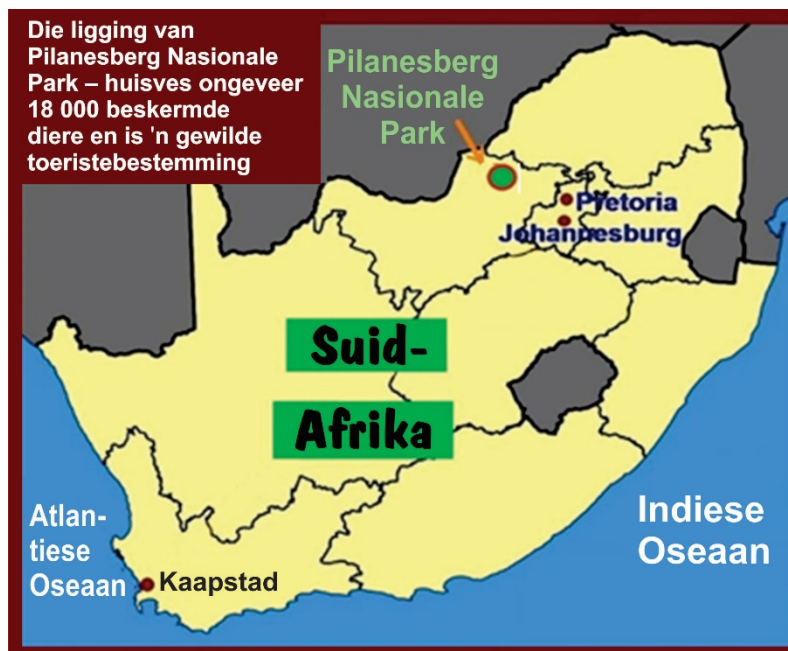 Die ligging van
Pilanesberg Nasionale
Park – huisves ongeveer
18 000 beskermde
diere en is 'n gewilde
toeristebestemming
Pilanesberg
Nasionale
Park
Pretoria
Johannesburg
Suid-
Afrika
Atlan-
tiese
Oseaan
Kaapstad
Indiese
Oseaan